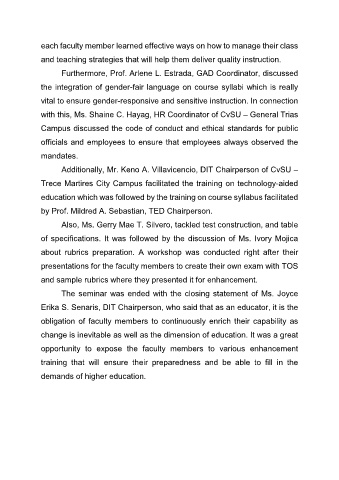 each faculty member learned effective ways on how to manage their class
and teaching strategies that will help them deliver quality instruction.
Furthermore, Prof. Arlene L. Estrada, GAD Coordinator, discussed
the integration of gender-fair language on course syllabi which is really
vital to ensure gender-responsive and sensitive instruction. In connection
with this, Ms. Shaine C. Hayag, HR Coordinator of CvSU – General Trias
Campus discussed the code of conduct and ethical standards for public
officials and employees to ensure that employees always observed the
mandates.
Additionally, Mr. Keno A. Villavicencio, DIT Chairperson of CvSU –
Trece Martires City Campus facilitated the training on technology-aided
education which was followed by the training on course syllabus facilitated
by Prof. Mildred A. Sebastian, TED Chairperson.
Also, Ms. Gerry Mae T. Silvero, tackled test construction, and table
of specifications. It was followed by the discussion of Ms. Ivory Mojica
about rubrics preparation. A workshop was conducted right after their
presentations for the faculty members to create their own exam with TOS
and sample rubrics where they presented it for enhancement.
The seminar was ended with the closing statement of Ms. Joyce
Erika S. Senaris, DIT Chairperson, who said that as an educator, it is the
obligation of faculty members to continuously enrich their capability as
change is inevitable as well as the dimension of education. It was a great
opportunity to expose the faculty members to various enhancement
training that will ensure their preparedness and be able to fill in the
demands of higher education.